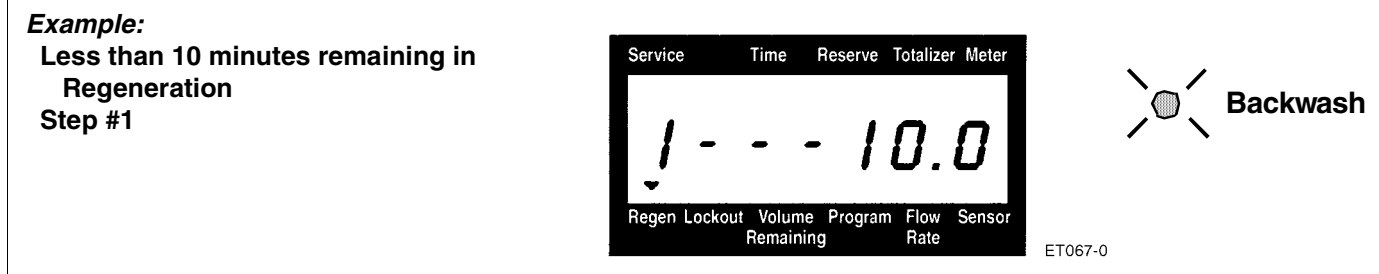 Example:
Less than 10 minutes remaining in
Regeneration
Step #1
Service Time Reserve Totalizer Meter
1 - - - 10.0
Regen Lockout Volume Remaining Program Flow Rate Sensor
Backwash
ET067-0